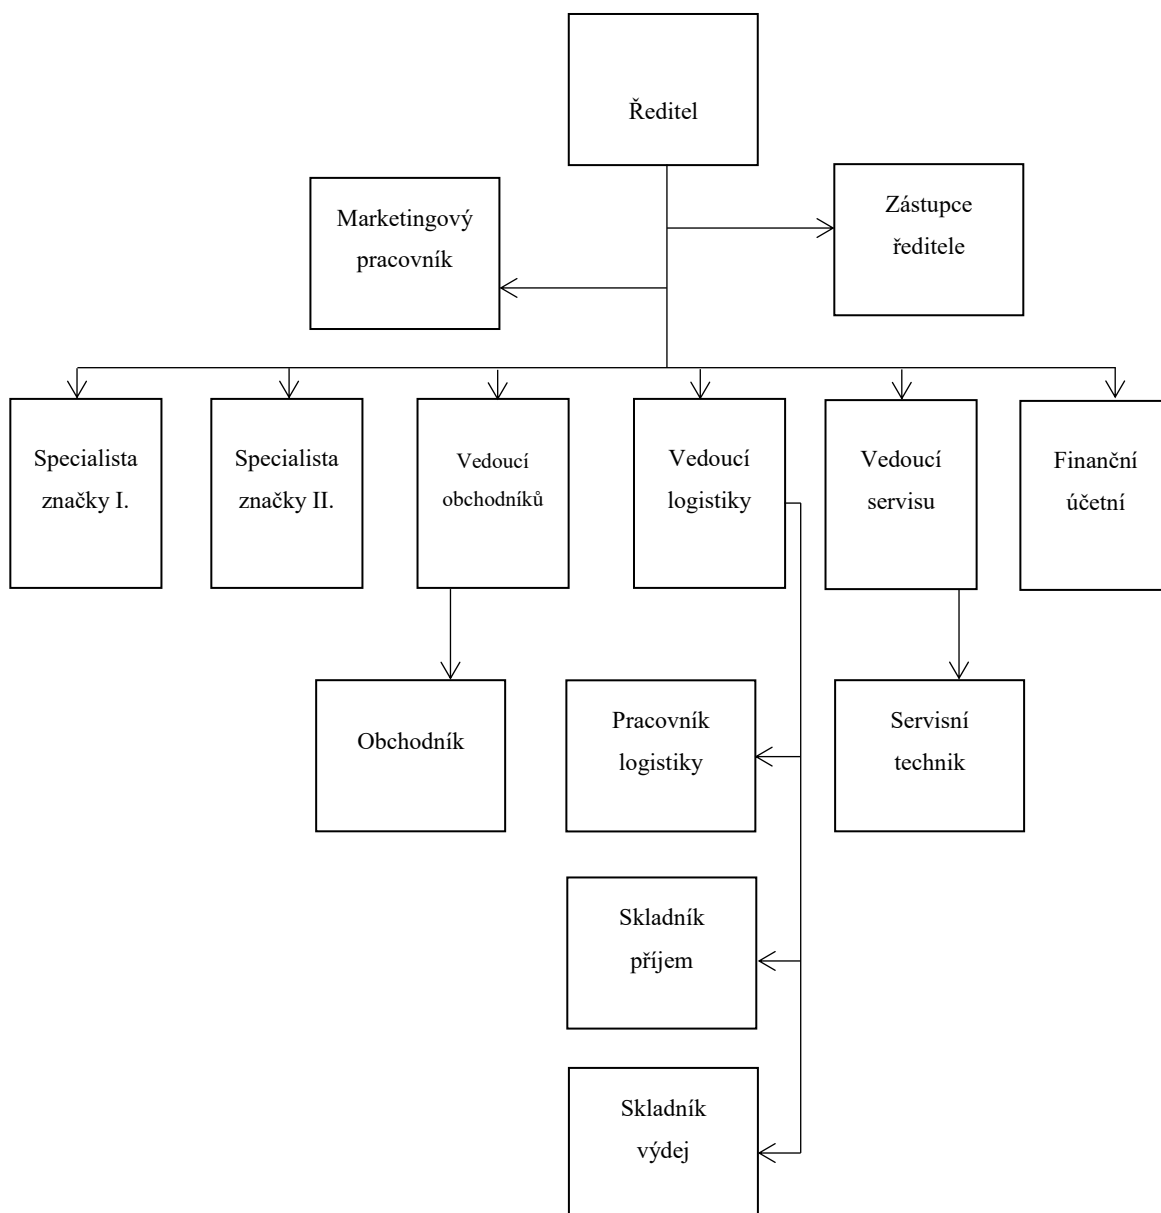 Ředitel
Marketingový
pracovník
Zástupce
ředitele
Specialista
značky I.
Specialista
značky II.
Vedoucí
obchodníků
Vedoucí
logistiky
Vedoucí
servisu
Finanční
účetní
Obchodník
Pracovník
logistiky
Servisní
technik
Skladník
příjem
Skladník
výdej